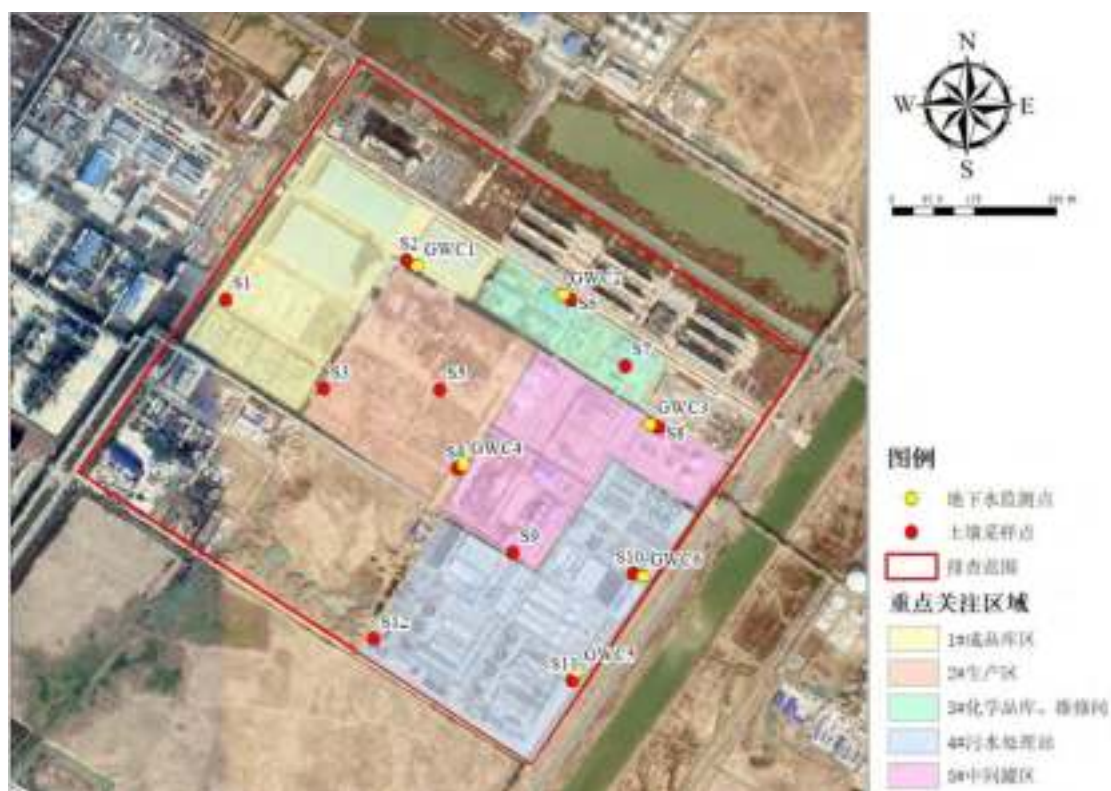 N
W E
S
S2 GWC1
S1
GWC2
S6
S7
S3
S5
GWC3
S8
S4 GWC4
S9
S10 GWC6
S12
S11 GWC5
图例
地下水监测点
土壤采样点
排查范围
重点关注区域
1#成品库区
2#生产区
3#化学品库、维修间
4#污水处理站
5#中间罐区